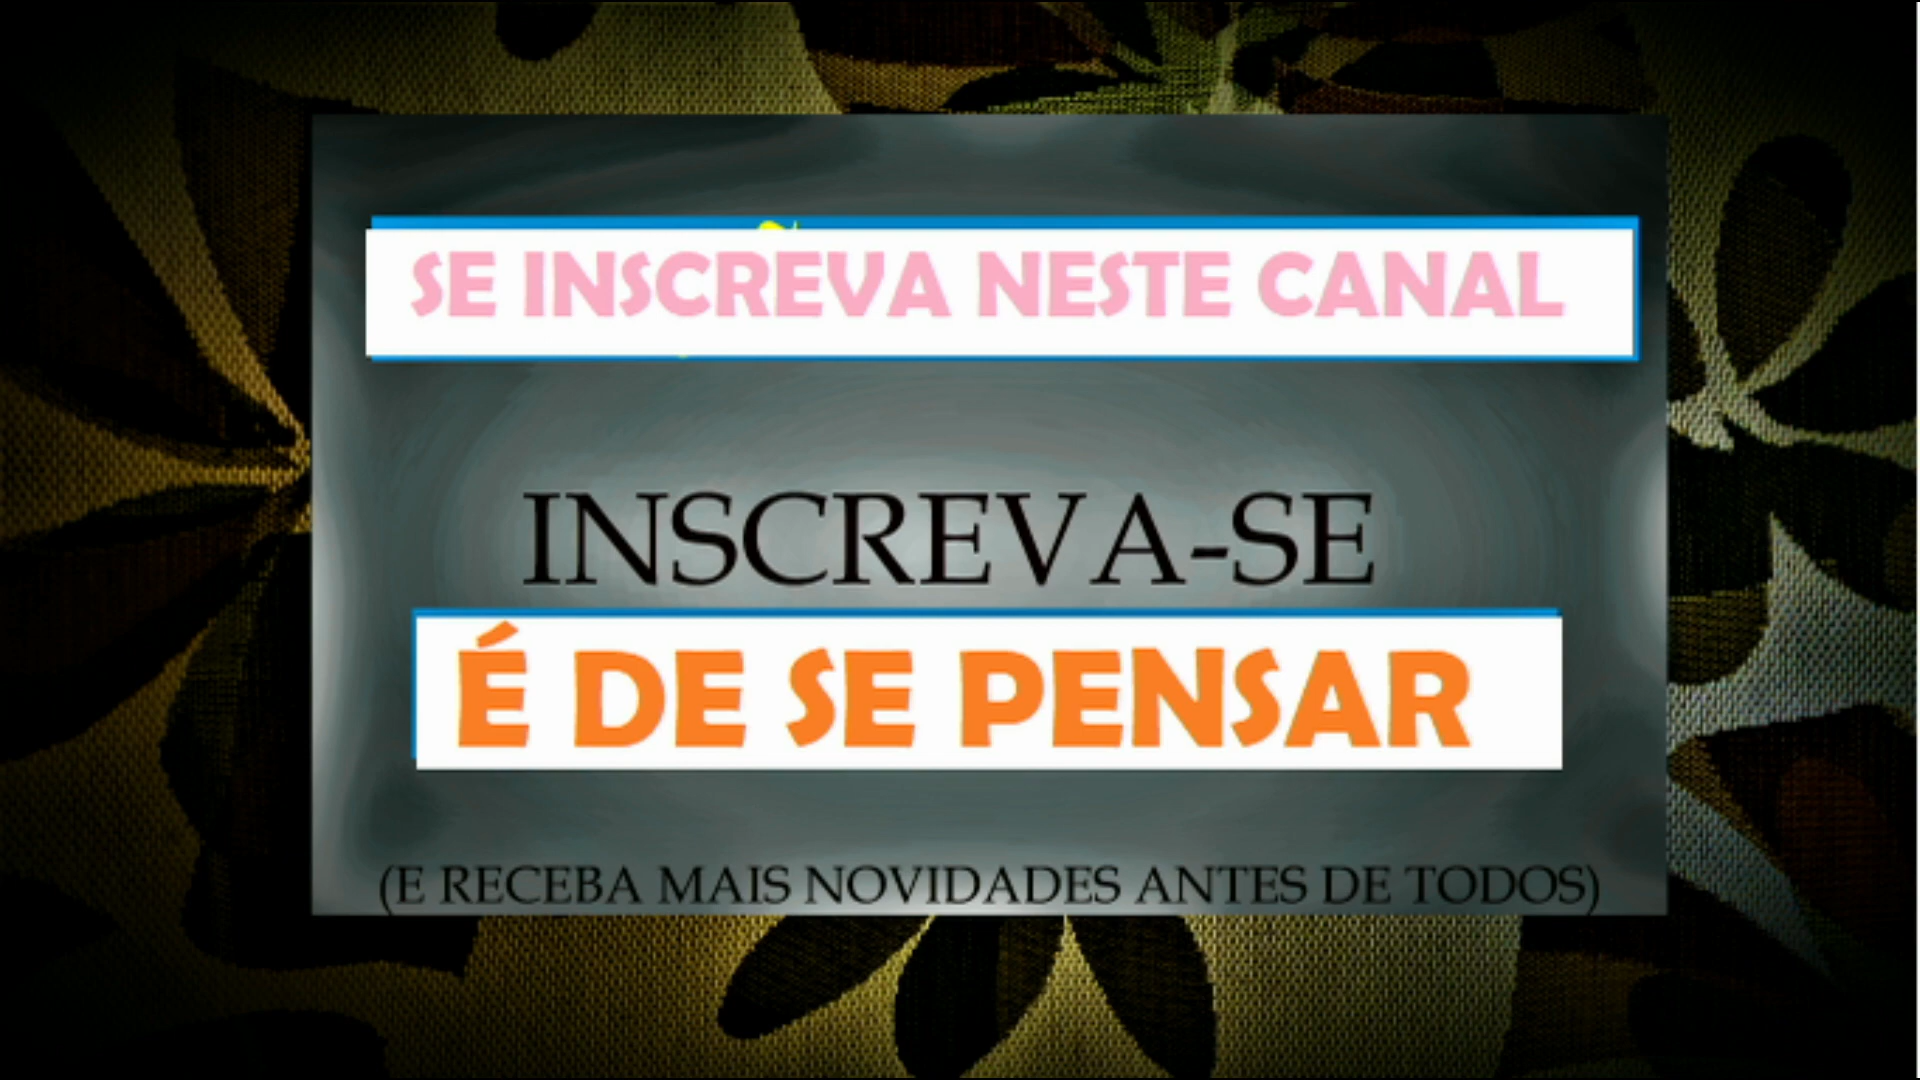 SE INSCREVA NESTE CANAL
INSCREVA-SE
É DE SE PENSAR
(E RECEBA MAIS NOVIDADES ANTES DE TODOS)